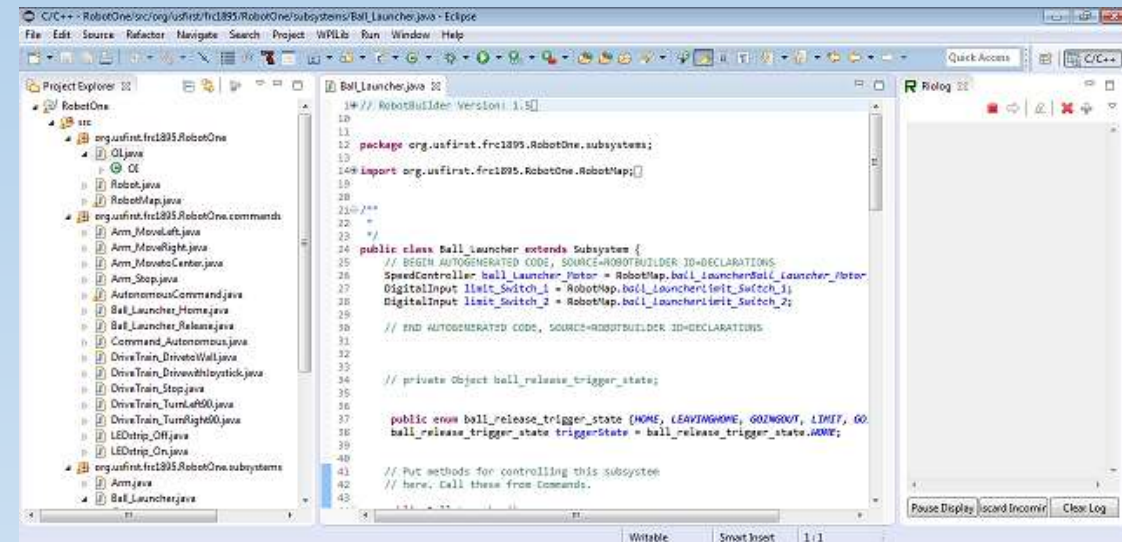 C/C++ - RobotOne/src/org/usfirst/frc1895/RobotOne/subsystems/Ball_Launcher.java - Eclipse
File Edit Source Refactor Navigate Search Project WPILib Run Window Help
Quick Access C/C++
Project Explorer
RobotOne
src
org.usfirst.frc1895.RobotOne
OI.java
OI
Robot.java
RobotMap.java
org.usfirst.frc1895.RobotOne.commands
Arm_MoveLeft.java
Arm_MoveRight.java
Arm_MovetoCenter.java
Arm_Stop.java
AutonomousCommand.java
Ball_Launcher_Home.java
Ball_Launcher_Release.java
Command_Autonomous.java
DriveTrain_DrivetoWall.java
DriveTrain_DrivewithJoystick.java
DriveTrain_Stop.java
DriveTrain_TurnLeft90.java
DriveTrain_TurnRight90.java
LEDstrip_Off.java
LEDstrip_On.java
org.usfirst.frc1895.RobotOne.subsystems
Arm.java
Ball_Launcher.java
Ball_Launcher.java
1 // RobotBuilder Version: 1.5
10
11
12 package org.usfirst.frc1895.RobotOne.subsystems;
13
14 import org.usfirst.frc1895.RobotOne.RobotMap;
19
20
21 /**
22 *
23 */
24 public class Ball_Launcher extends Subsystem {
25 // BEGIN AUTOGENERATED CODE, SOURCE=ROBOTBUILDER ID=DECLARATIONS
26 SpeedController ball_Launcher_Motor = RobotMap.ball_LauncherBall_Launcher_Motor
27 DigitalInput limit_Switch_1 = RobotMap.ball_LauncherLimit_Switch_1;
28 DigitalInput limit_Switch_2 = RobotMap.ball_LauncherLimit_Switch_2;
29
30 // END AUTOGENERATED CODE, SOURCE=ROBOTBUILDER ID=DECLARATIONS
31
32
33
34 // private Object ball_release_trigger_state;
35
36
37 public enum ball_release_trigger_state {HOME, LEAVINGHOME, GOINGOUT, LIMIT, GO
38 ball_release_trigger_state triggerState = ball_release_trigger_state.HOME;
39
40
41 // Put methods for controlling this subsystem
42 // here. Call these from Commands.
43
Riolog
Pause Display iscard Incomin Clear Log
Writable Smart Insert 1:1